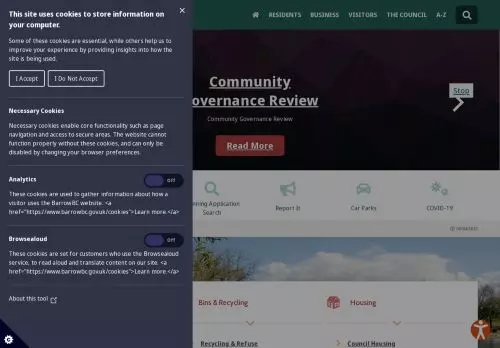 This site uses cookies to store information on
your computer.
Some of these cookies are essential, while others help us to
improve your experience by providing insights into how the
site is being used.
I Accept
I Do Not Accept
Necessary Cookies
Necessary cookies enable core functionality such as page
navigation and access to secure areas. The website cannot
function properly without these cookies, and can only be
disabled by changing your browser preferences.
Analytics
Off
These cookies are used to gather information about how a
visitor uses the BarrowBC website. <a
href="https://www.barrowbc.gov.uk/cookies">Learn more.</a>
Browsealoud
Off
These cookies are set for customers who use the Browsealoud
service, to read aloud and translate content on our site. <a
href="https://www.barrowbc.gov.uk/cookies">Learn more.</a>
About this tool
RESIDENTS BUSINESS VISITORS THE COUNCIL A-Z
Community
vernance Review
Community Governance Review
Read More
Stop
ning Application
Search
Report It
Car Parks
COVID-19
Bins & Recycling
Housing
Recycling & Refuse
Council Housing